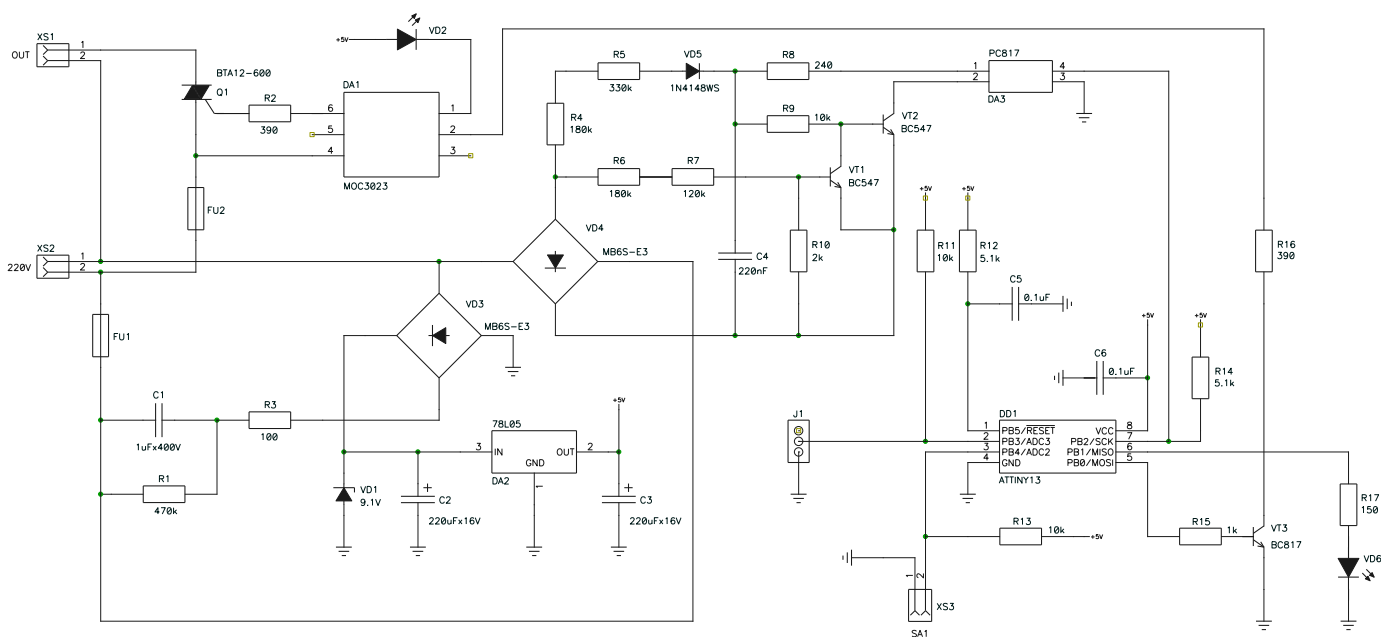 XS1
OUT
1
2
BTA12-600
Q1
R2
390
DA1
6
5
4
1
2
3
MOC3023
+5V
VD2
FU2
XS2
220V
1
2
FU1
C1
1uFx400V
R1
470k
R3
100
VD3
MB6S-E3
VD4
MB6S-E3
R4
180k
R5
330k
VD5
1N4148WS
R6
180k
R7
120k
R8
240
R9
10k
VT1
BC547
VT2
BC547
PC817
1
2
4
3
DA3
C4
220nF
R10
2k
+5V
R11
10k
+5V
R12
5.1k
C5
0.1uF
C6
0.1uF
+5V
+5V
R14
5.1k
R16
390
78L05
3
IN
OUT
2
GND
1
DA2
+5V
VD1
9.1V
+
C2
220uFx16V
+
C3
220uFx16V
J1
DD1
1
2
3
4
PB5/RESET
PB3/ADC3
PB4/ADC2
GND
VCC
PB2/SCK
PB1/MISO
PB0/MOSI
8
7
6
5
ATTINY13
R13
10k
+5V
R15
1k
VT3
BC817
R17
150
VD6
1
2
XS3
SA1